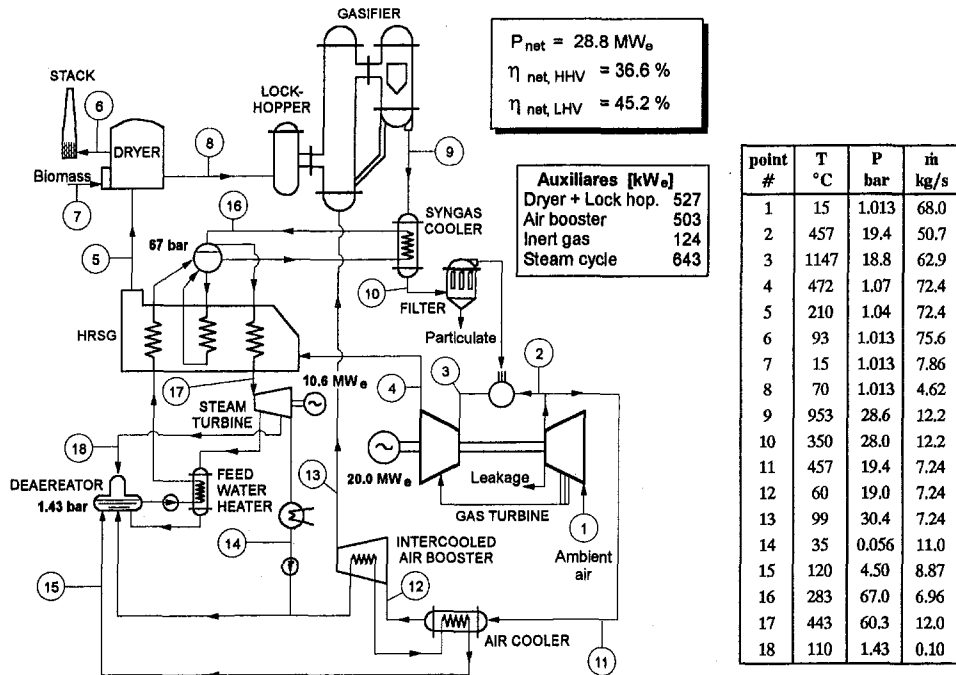 GASIFIER
STACK
6
LOCK-
HOPPER
DRYER
8
Biomass
7
9
16
SYNGAS
COOLER
67 bar
5
10
FILTER
Particulate
HRSG
2
3
4
17
10.6 MWe
STEAM
TURBINE
18
13
20.0 MWe
Leakage
DEAEREATOR
1.43 bar
FEED
WATER
HEATER
GAS TURBINE
1
Ambient
air
14
INTERCOOLED
AIR BOOSTER
15
12
AIR COOLER
11
P net = 28.8 MWe
η net, HHV = 36.6 %
η net, LHV = 45.2 %
Auxiliares [kWe]
Dryer + Lock hop. 527
Air booster 503
Inert gas 124
Steam cycle 643
point T P ṁ
# °C bar kg/s
1 15 1.013 68.0
2 457 19.4 50.7
3 1147 18.8 62.9
4 472 1.07 72.4
5 210 1.04 72.4
6 93 1.013 75.6
7 15 1.013 7.86
8 70 1.013 4.62
9 953 28.6 12.2
10 350 28.0 12.2
11 457 19.4 7.24
12 60 19.0 7.24
13 99 30.4 7.24
14 35 0.056 11.0
15 120 4.50 8.87
16 283 67.0 6.96
17 443 60.3 12.0
18 110 1.43 0.10